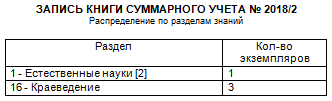 ЗАПИСЬ КНИГИ СУММАРНОГО УЧЕТА № 2018/2
Распределение по разделам знаний
Раздел Кол-во экземпляров
1 - Естественные науки [2] 1
16 - Краеведение 3